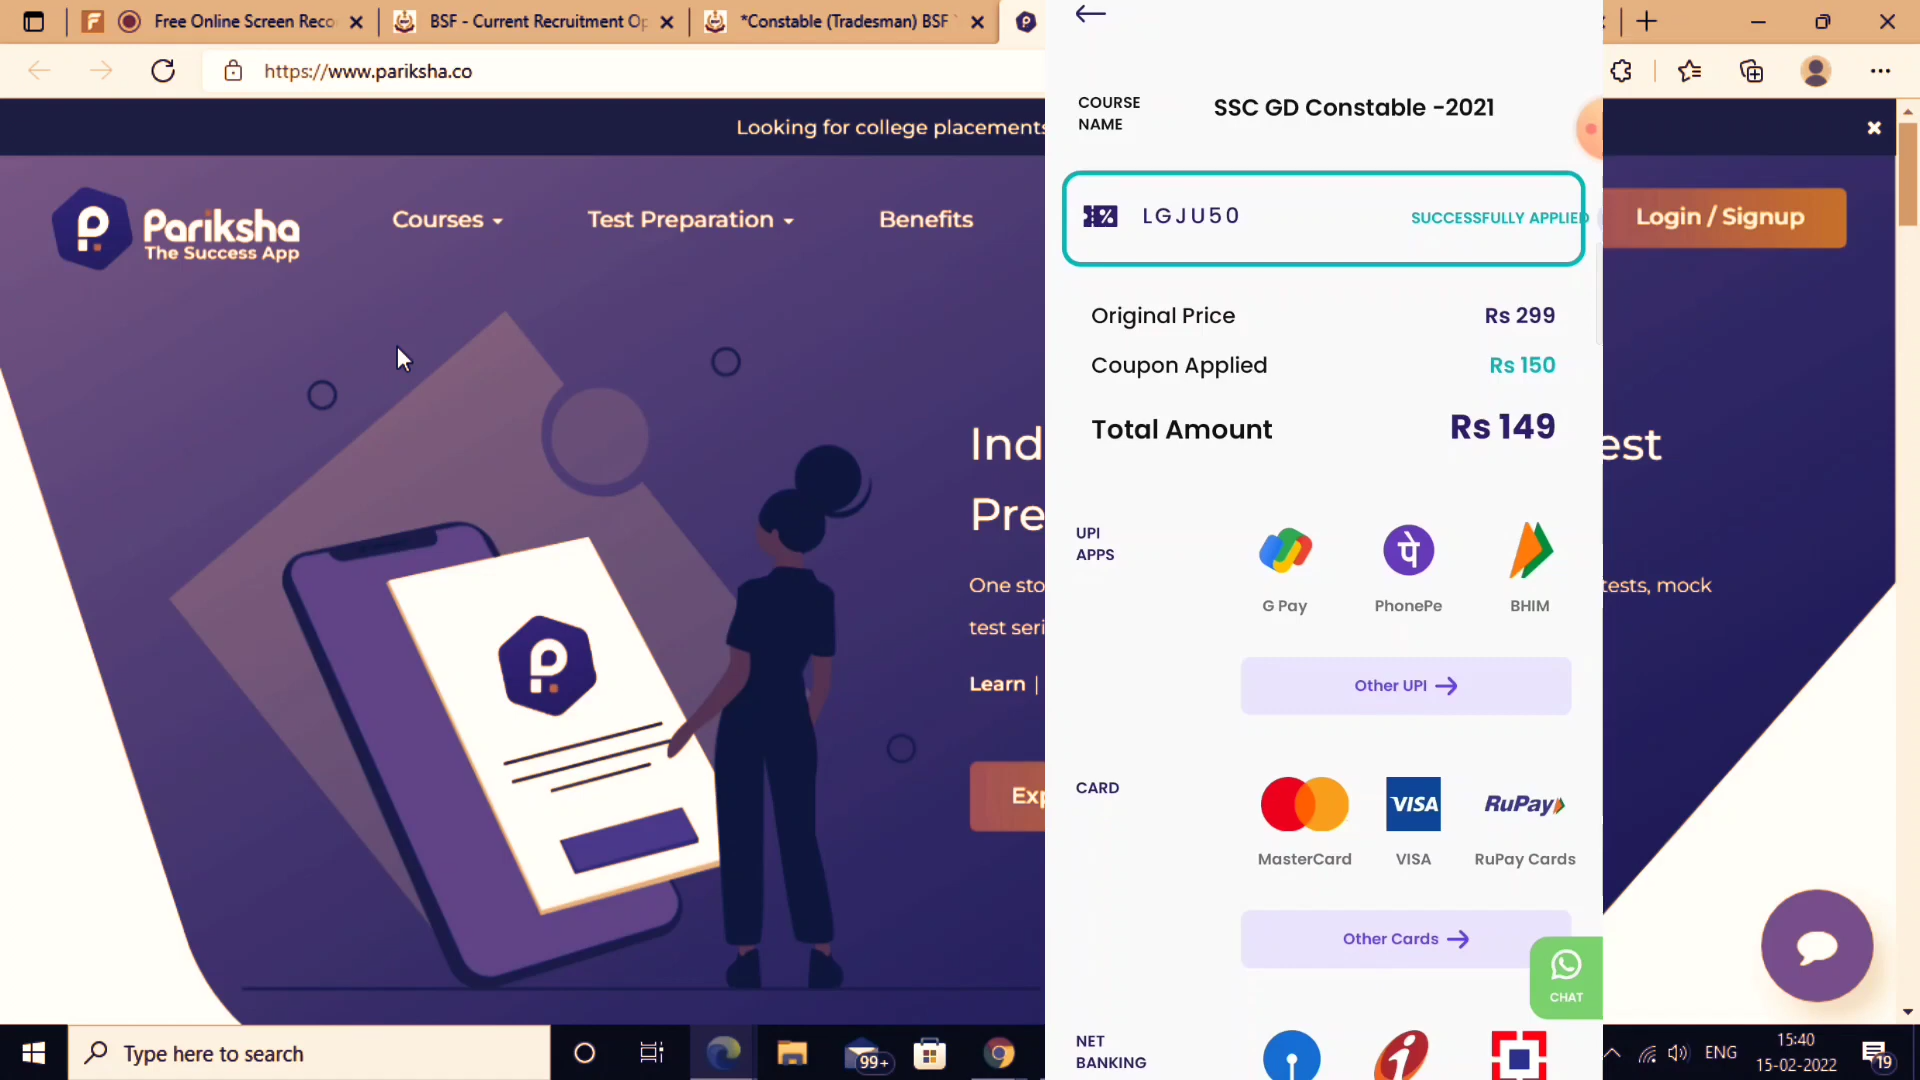 Free Online Screen Reco
BSF - Current Recruitment Op
*Constable (Tradesman) BSF
https://www.pariksha.co
Looking for college placements
Pariksha
The Success App
Courses
Test Preparation
Benefits
Login / Signup
Ind
est
Pre
One sto
tests, mock
test seri
Learn |
Exp
COURSE
NAME
SSC GD Constable -2021
LGJU50
SUCCESSFULLY APPLIED
Original Price
Rs 299
Coupon Applied
Rs 150
Total Amount
Rs 149
UPI
APPS
पे
G Pay
PhonePe
BHIM
Other UPI
CARD
VISA
RuPay
MasterCard
VISA
RuPay Cards
Other Cards
CHAT
NET
BANKING
Type here to search
99+
ENG
15:40
15-02-2022
19